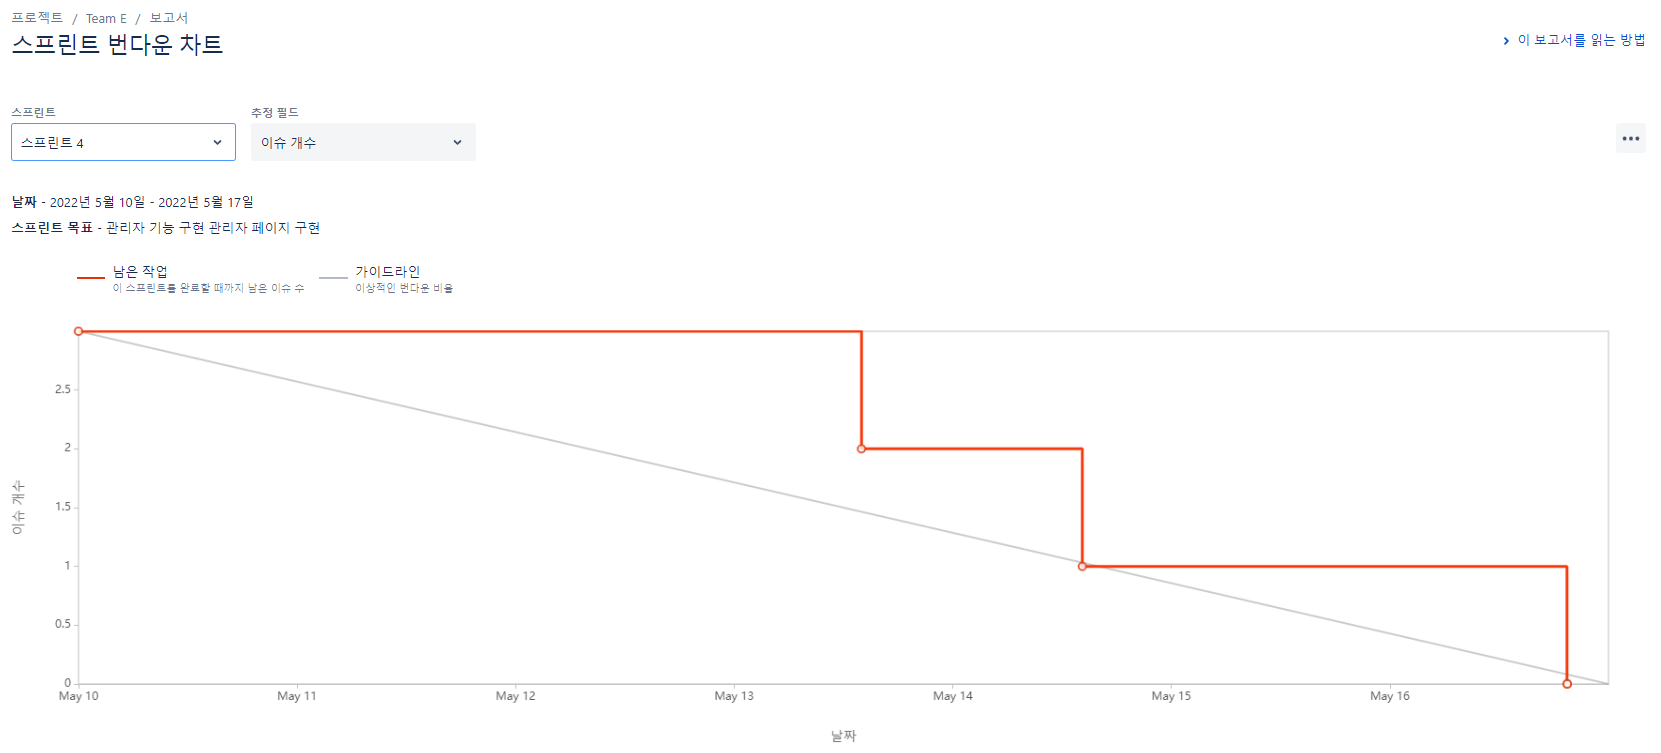 프로젝트 / Team E / 보고서
스프린트 번다운 차트
이 보고서를 읽는 방법
스프린트
추정 필드
스프린트 4
이슈 개수
날짜 - 2022년 5월 10일 - 2022년 5월 17일
스프린트 목표 - 관리자 기능 구현 관리자 페이지 구현
남은 작업
이 스프린트를 완료할 때까지 남은 이슈 수
가이드라인
이상적인 번다운 비율
2.5
2
1.5
1
0.5
0
이슈 개수
May 10 May 11 May 12 May 13 May 14 May 15 May 16
날짜